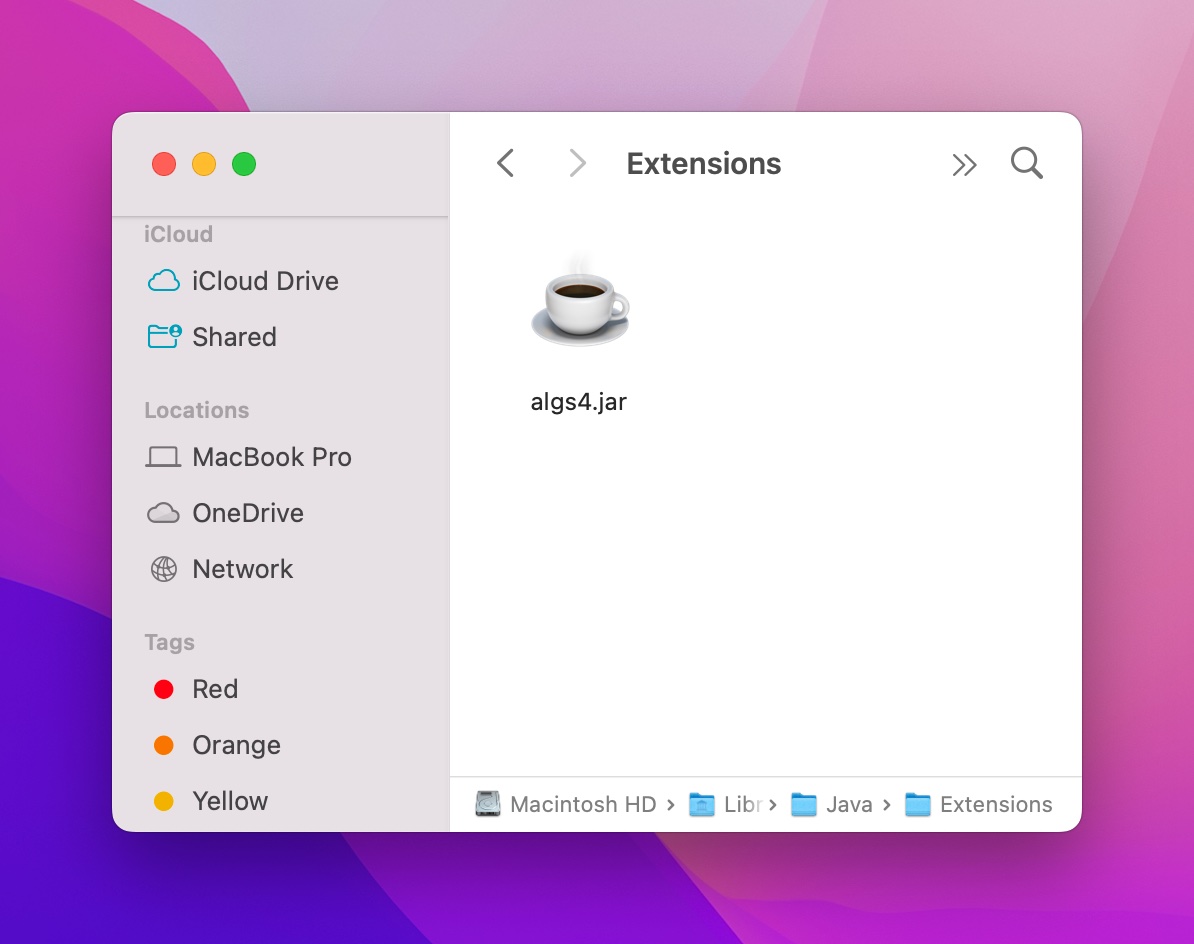 Extensions
iCloud
iCloud Drive
Shared
Locations
MacBook Pro
OneDrive
Network
Tags
Red
Orange
Yellow
algs4.jar
Macintosh HD › Libr › Java › Extensions